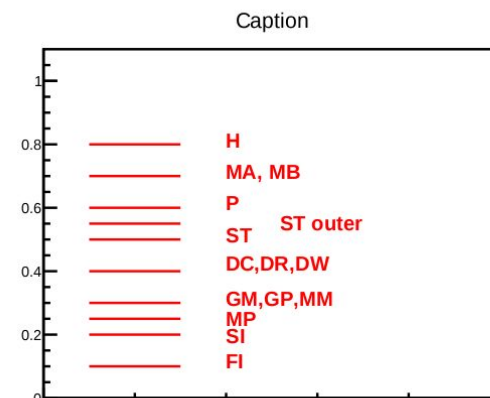 Caption
1
0.8
H
MA, MB
0.6
P
ST outer
ST
0.4
DC,DR,DW
GM,GP,MM
MP
0.2
SI
FI
0